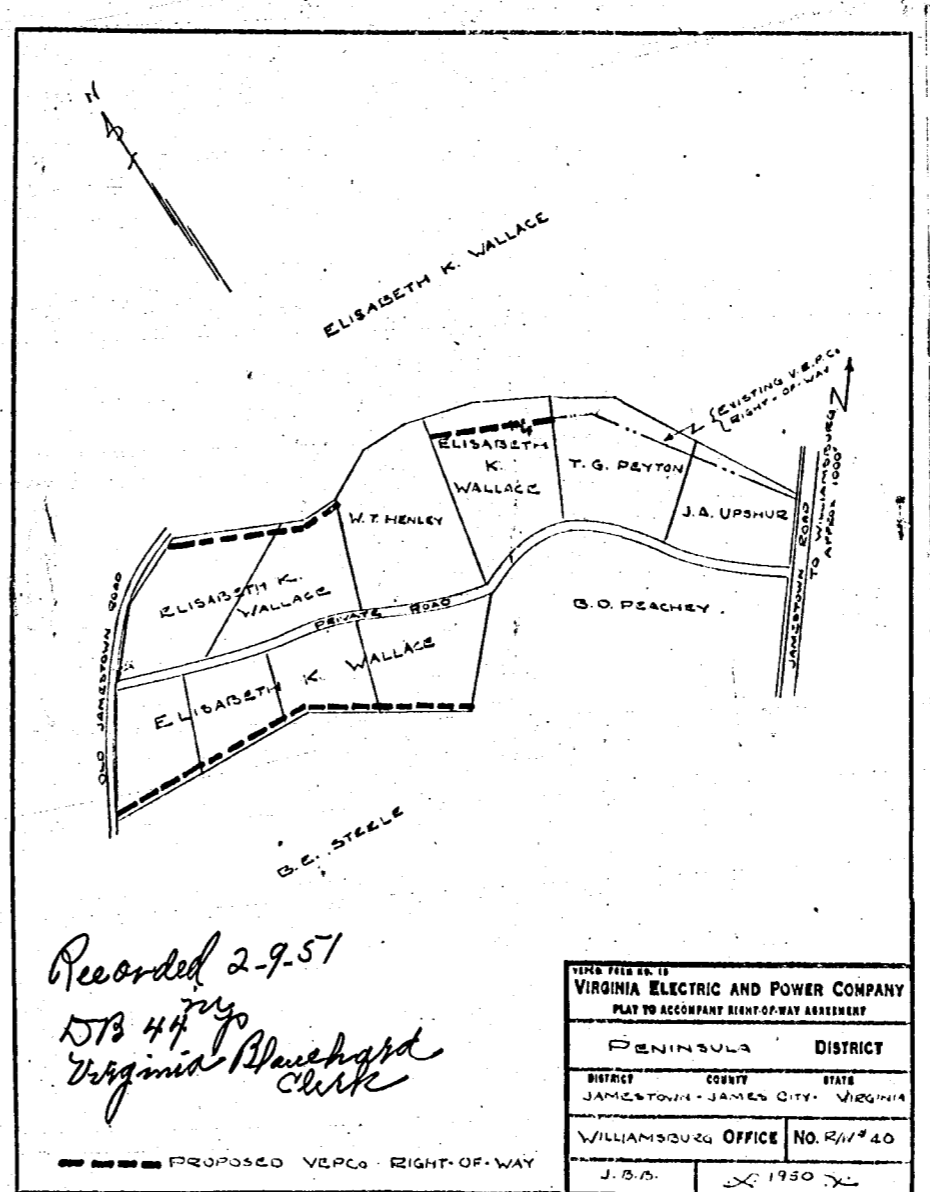 N
ELISABETH K. WALLACE
EXISTING V.E.P.Co.
RIGHT-OF-WAY
TO WILLIAMSBURG
APPROX 1000'
ELISABETH
K.
WALLACE
T. G. PEYTON
J.A. UPSHUR
W. T. HENLEY
JAMESTOWN ROAD
OLD JAMESTOWN ROAD
ELISABETH K.
WALLACE
PRIVATE ROAD
B.D. PEACHEY
ELISABETH K. WALLACE
B.E. STEELE
Recorded 2-9-51
DB 44
Virginia Blanchard
Clerk
PROPOSED VEPCo RIGHT-OF-WAY
VIRGINIA ELECTRIC AND POWER COMPANY
PLAT TO ACCOMPANY RIGHT-OF-WAY AGREEMENT
PENINSULA DISTRICT
DISTRICT COUNTY STATE
JAMESTOWN - JAMES CITY - VIRGINIA
WILLIAMSBURG OFFICE NO. R/W # 40
J.B.B. 1950